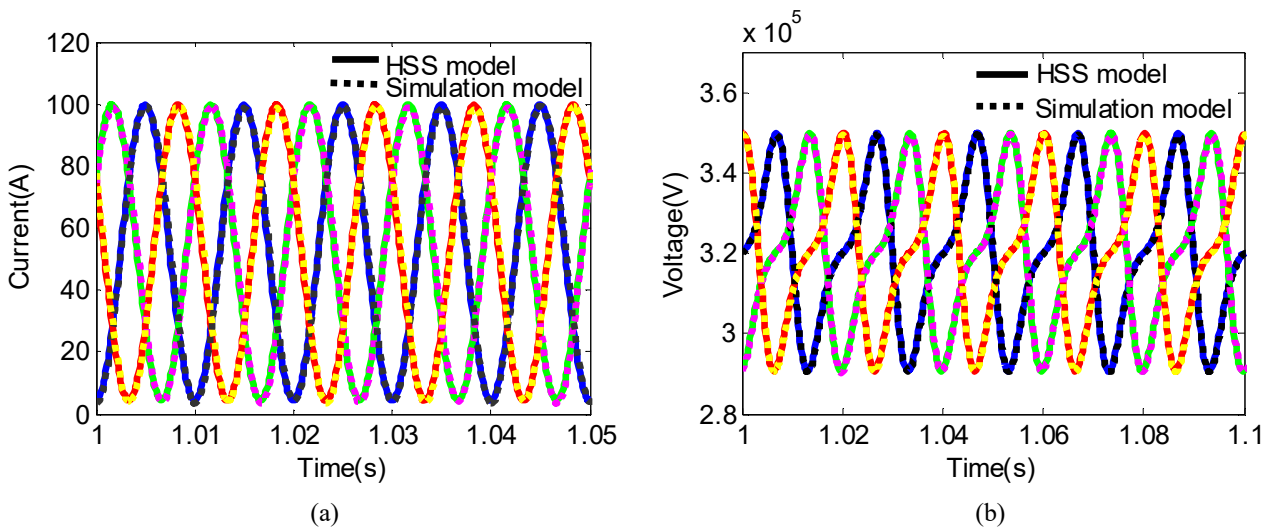 120
100
80
60
40
20
0
Current(A)
HSS model
Simulation model
1 1.01 1.02 1.03 1.04 1.05
Time(s)
(a)
x 10^5
3.6
3.4
3.2
3
2.8
Voltage(V)
HSS model
Simulation model
1 1.02 1.04 1.06 1.08 1.1
Time(s)
(b)